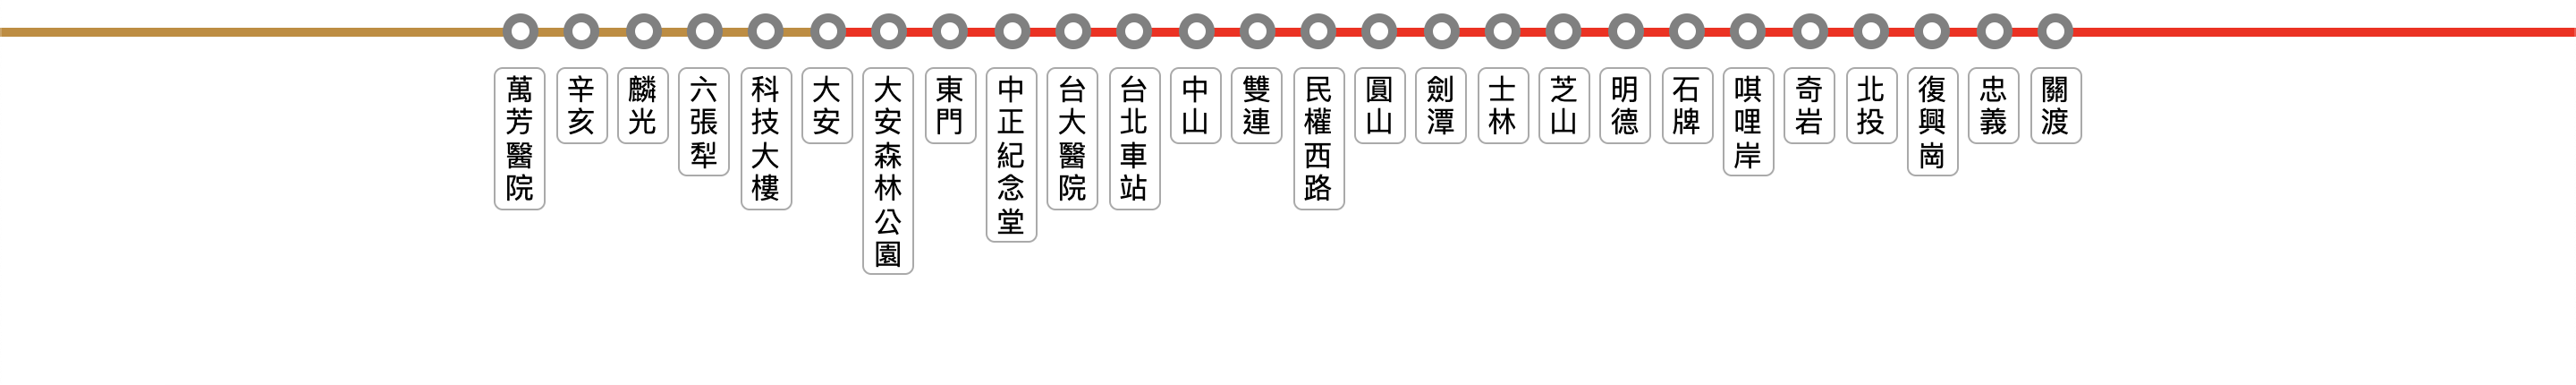 萬芳醫院
辛亥
麟光
六張犁
科技大樓
大安
大安森林公園
東門
中正紀念堂
台大醫院
台北車站
中山
雙連
民權西路
圓山
劍潭
士林
芝山
明德
石牌
唭哩岸
奇岩
北投
復興崗
忠義
關渡